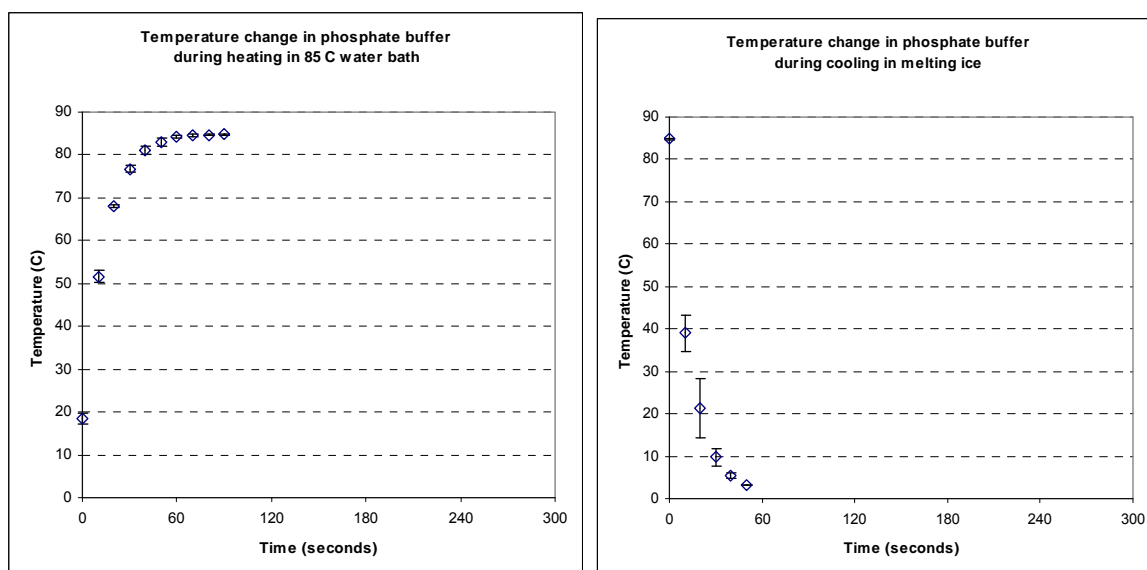 Temperature change in phosphate buffer
during heating in 85 C water bath
90
80
70
60
50
40
30
20
10
0
Temperature (C)
0 60 120 180 240 300
Time (seconds)
Temperature change in phosphate buffer
during cooling in melting ice
90
80
70
60
50
40
30
20
10
0
Temperature (C)
0 60 120 180 240 300
Time (seconds)